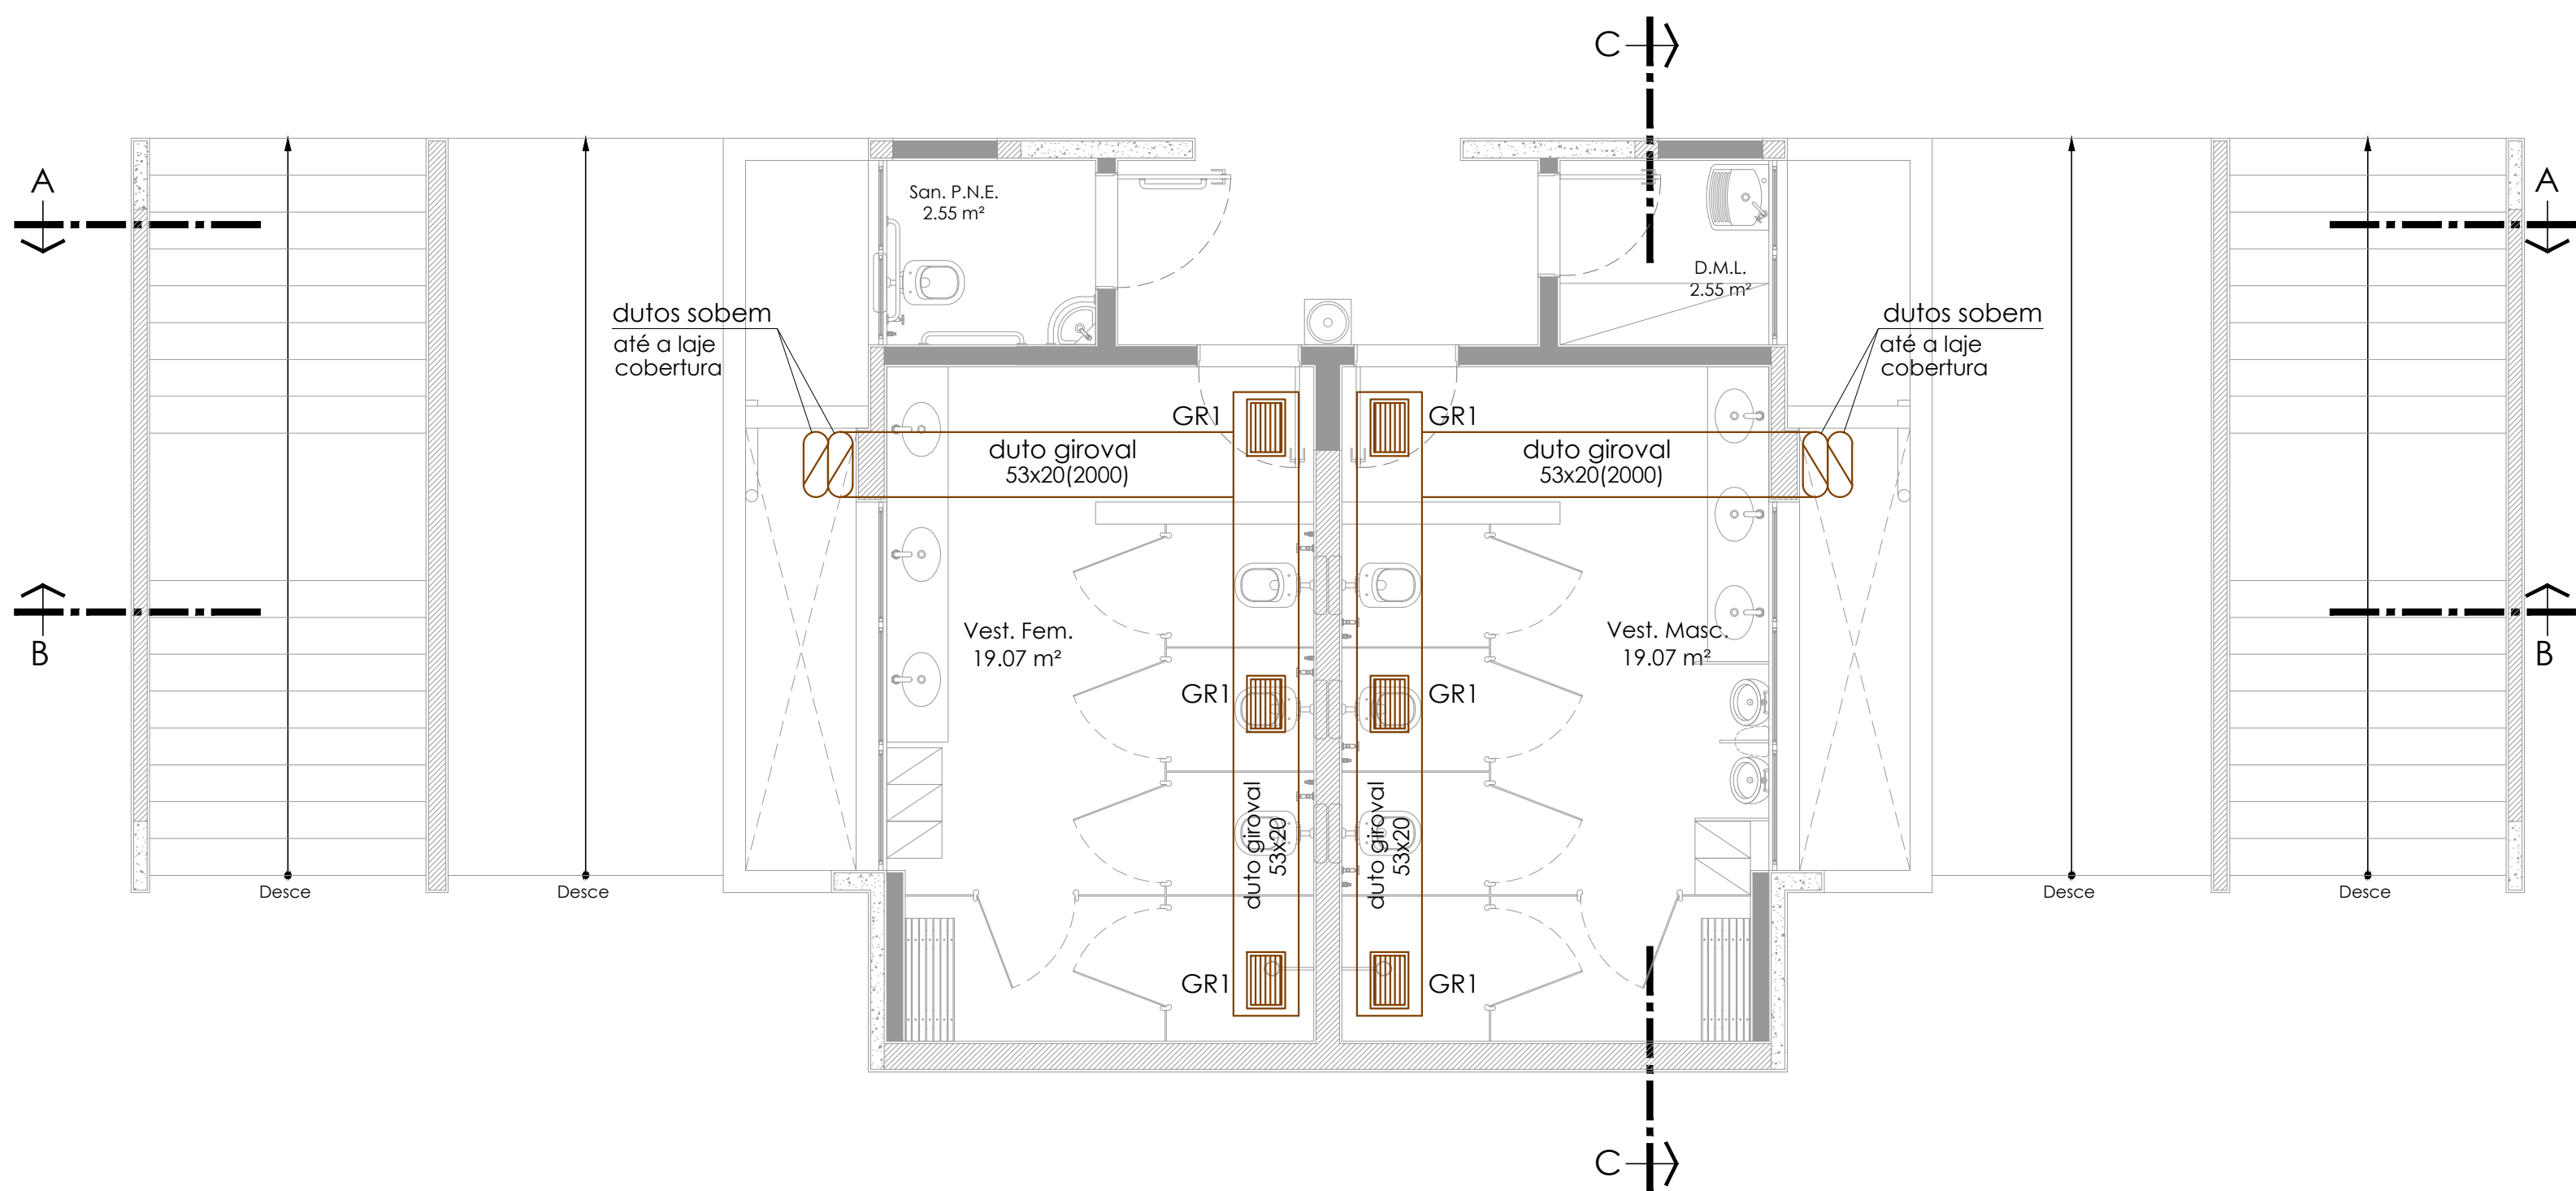 C
A
A
San. P.N.E.
2.55 m²
D.M.L.
2.55 m²
dutos sobem
até a laje
cobertura
dutos sobem
até a laje
cobertura
GR1
GR1
duto giroval
53x20(2000)
duto giroval
53x20(2000)
B
B
Vest. Fem.
19.07 m²
Vest. Masc.
19.07 m²
GR1
GR1
duto giroval
53x20
duto giroval
53x20
Desce
Desce
Desce
Desce
GR1
GR1
C